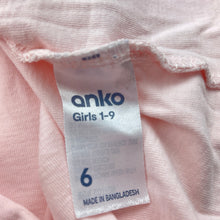 anko
Girls 1-9
6
MADE IN BANGLADESH